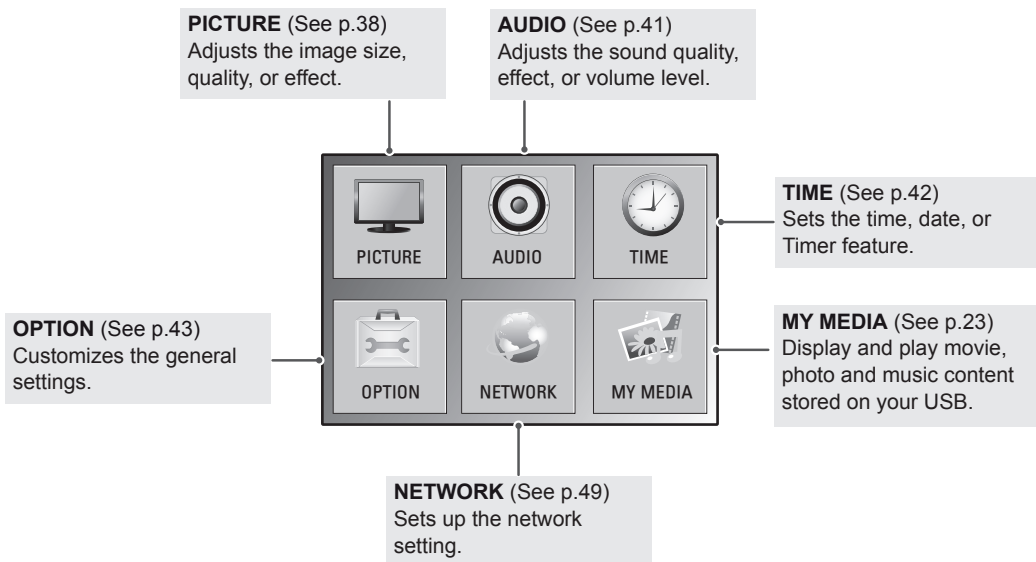 PICTURE (See p.38)
Adjusts the image size,
quality, or effect.
AUDIO (See p.41)
Adjusts the sound quality,
effect, or volume level.
PICTURE
AUDIO
TIME
TIME (See p.42)
Sets the time, date, or
Timer feature.
OPTION (See p.43)
Customizes the general
settings.
OPTION
NETWORK
MY MEDIA
MY MEDIA (See p.23)
Display and play movie,
photo and music content
stored on your USB.
NETWORK (See p.49)
Sets up the network
setting.